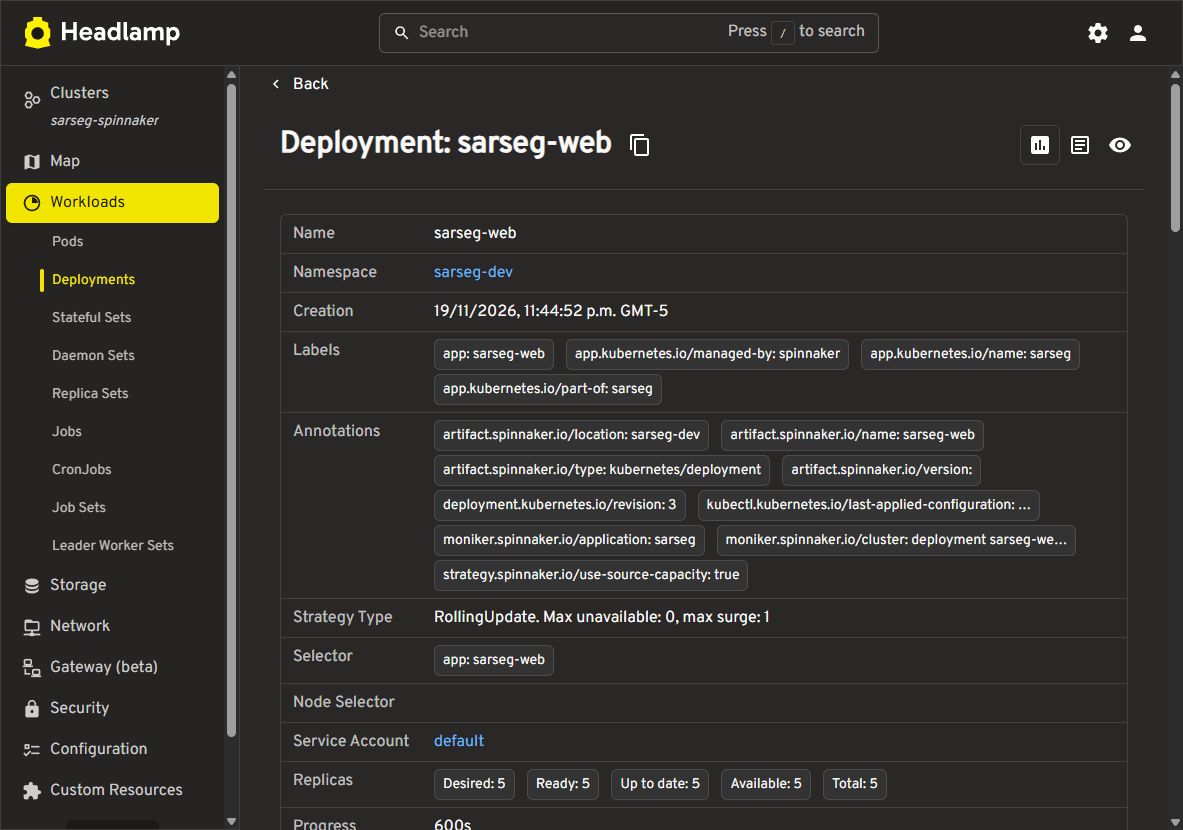 Headlamp
Search Press / to search
Clusters
sarseg-spinnaker
Map
Workloads
Pods
Deployments
Stateful Sets
Daemon Sets
Replica Sets
Jobs
CronJobs
Job Sets
Leader Worker Sets
Storage
Network
Gateway (beta)
Security
Configuration
Custom Resources
Back
Deployment: sarseg-web
Name sarseg-web
Namespace sarseg-dev
Creation 19/11/2026, 11:44:52 p.m. GMT-5
Labels app: sarseg-web app.kubernetes.io/managed-by: spinnaker app.kubernetes.io/name: sarseg
app.kubernetes.io/part-of: sarseg
Annotations artifact.spinnaker.io/location: sarseg-dev artifact.spinnaker.io/name: sarseg-web
artifact.spinnaker.io/type: kubernetes/deployment artifact.spinnaker.io/version:
deployment.kubernetes.io/revision: 3 kubectl.kubernetes.io/last-applied-configuration: ...
moniker.spinnaker.io/application: sarseg moniker.spinnaker.io/cluster: deployment sarseg-we...
strategy.spinnaker.io/use-source-capacity: true
Strategy Type RollingUpdate. Max unavailable: 0, max surge: 1
Selector app: sarseg-web
Node Selector
Service Account default
Replicas Desired: 5 Ready: 5 Up to date: 5 Available: 5 Total: 5
Progress 600s